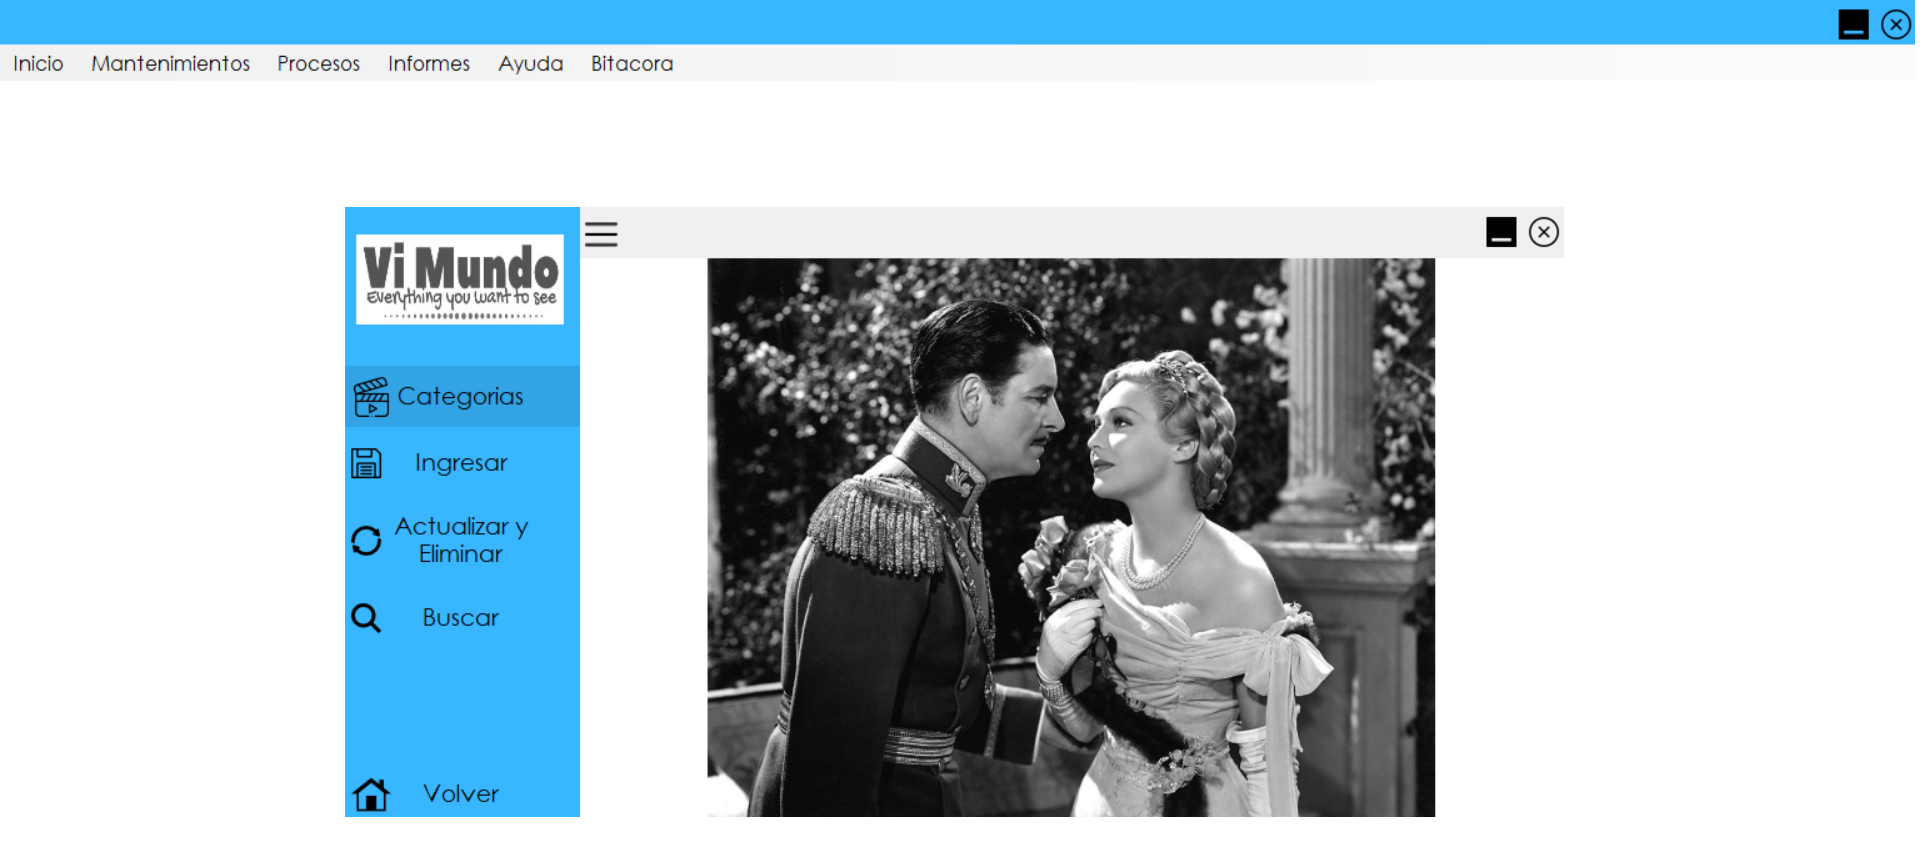 Inicio Mantenimientos Procesos Informes Ayuda Bitacora
Vi Mundo
Everything you want to see
Categorias
Ingresar
Actualizar y
Eliminar
Buscar
Volver